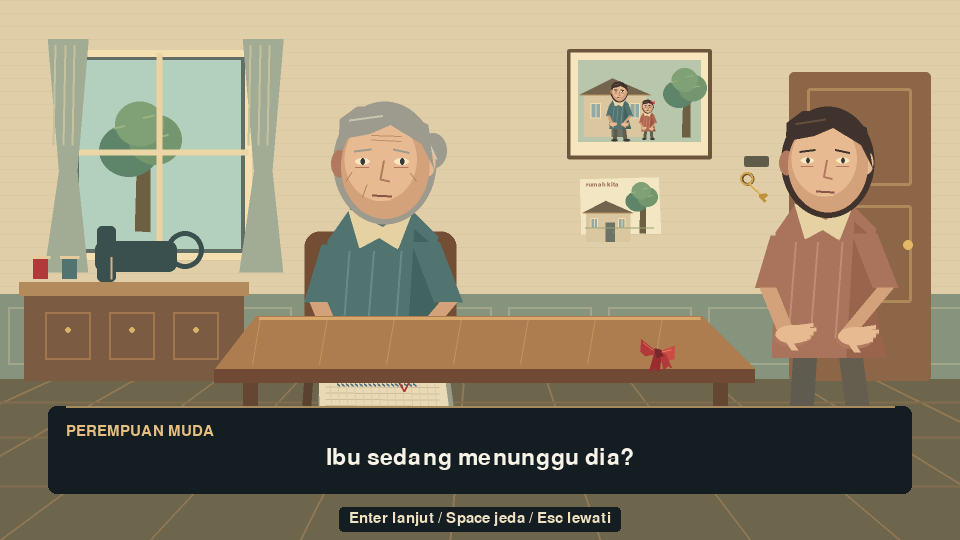 rumah kita
PEREMPUAN MUDA
Ibu sedang menunggu dia?
Enter lanjut / Space jeda / Esc lewati